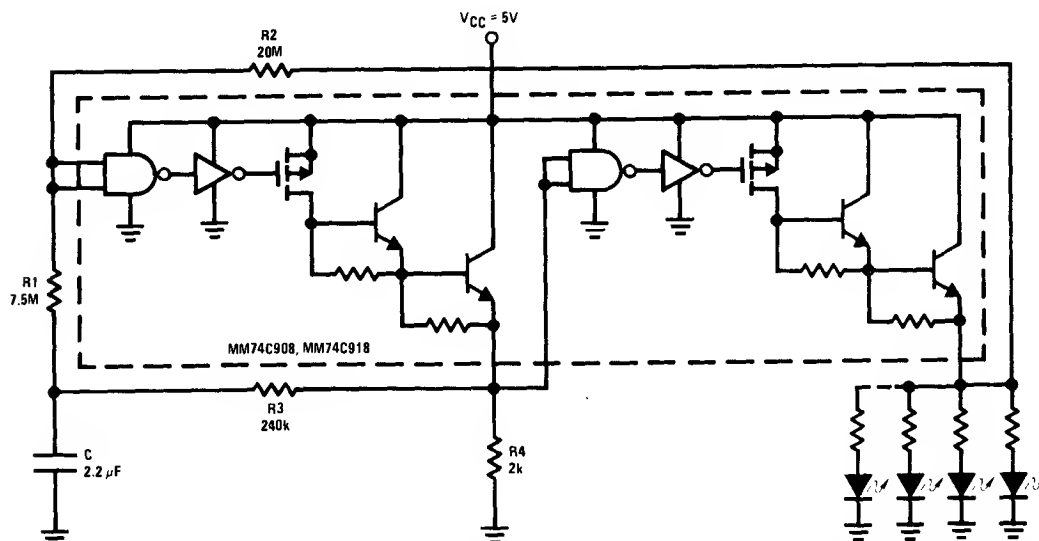 V_CC = 5V
R2
20M
R1
7.5M
MM74C908, MM74C918
R3
240k
R4
2k
C
2.2 μF